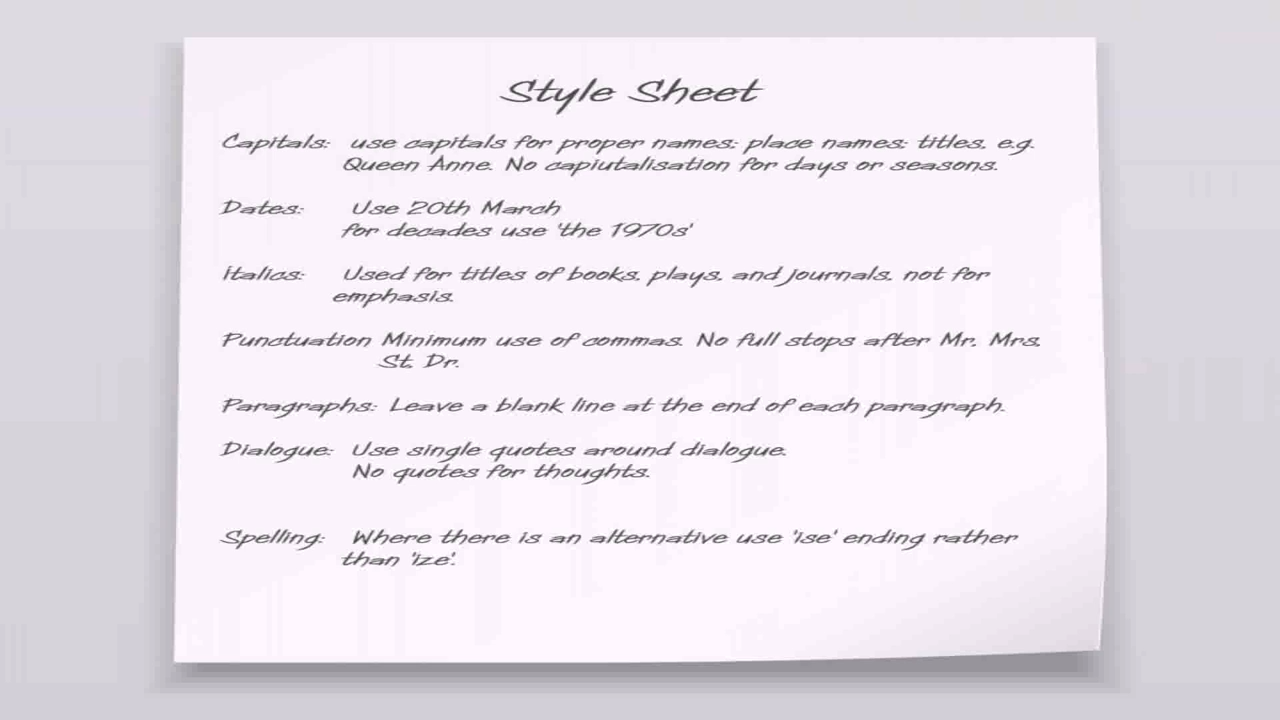 Style Sheet
Capitals: use capitals for proper names; place names; titles, e.g.
Queen Anne. No capiutalisation for days or seasons.
Dates: Use 20th March
for decades use 'the 1970s'
Italics: Used for titles of books, plays, and journals, not for
emphasis.
Punctuation Minimum use of commas. No full stops after Mr, Mrs,
St, Dr.
Paragraphs: Leave a blank line at the end of each paragraph.
Dialogue: Use single quotes around dialogue.
No quotes for thoughts.
Spelling: Where there is an alternative use 'ise' ending rather
than 'ize'.